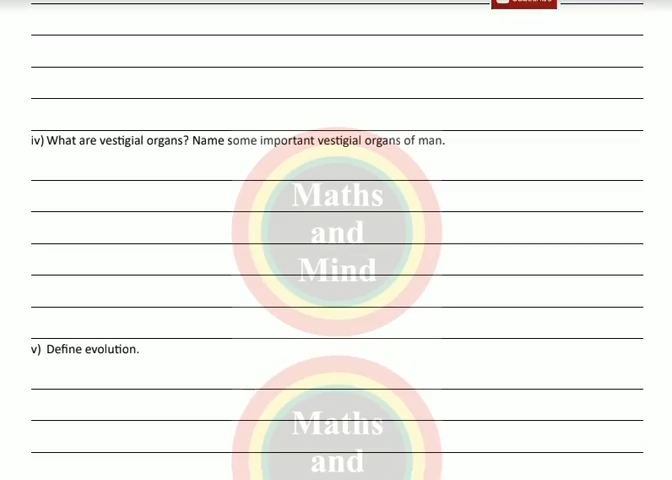 iv) What are vestigial organs? Name some important vestigial organs of man.
Maths
and
Mind
v) Define evolution.
Maths
and